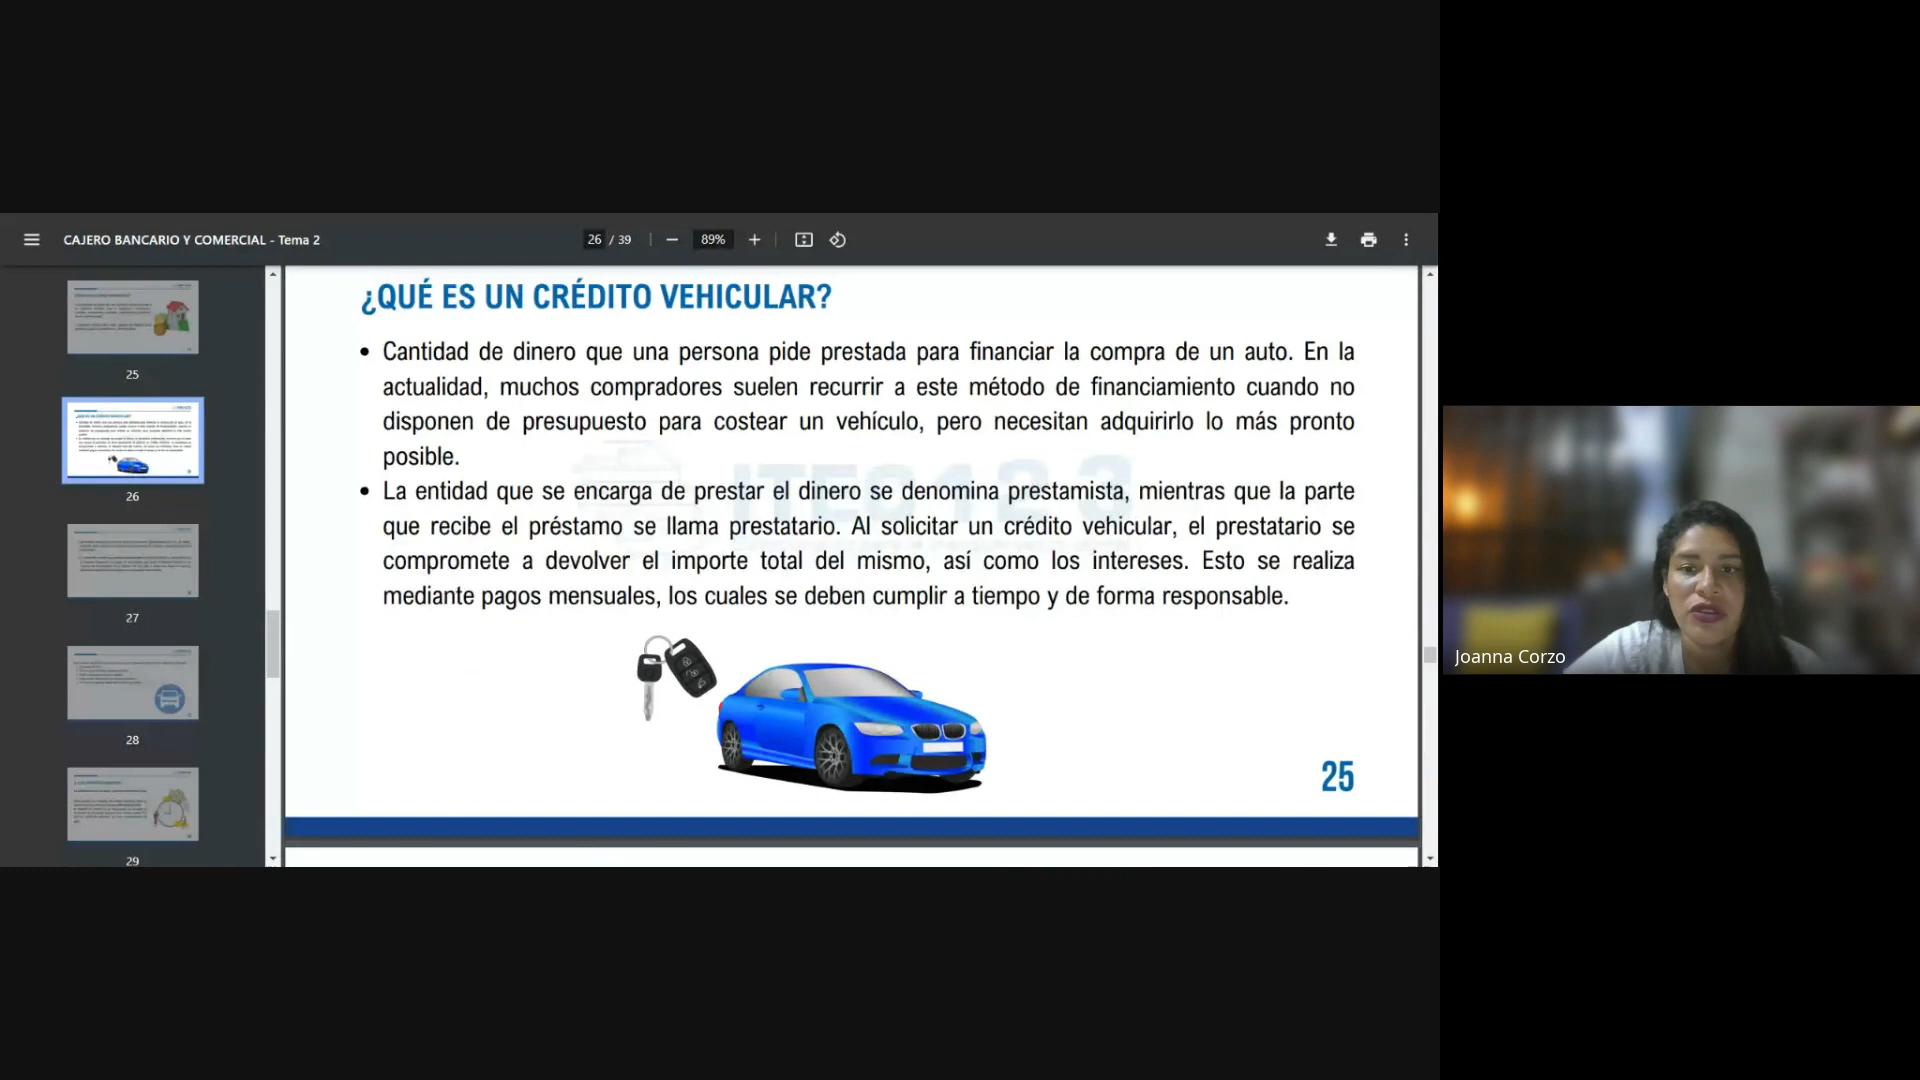 CAJERO BANCARIO Y COMERCIAL - Tema 2
26 / 39
89%
25
26
27
28
29
¿QUÉ ES UN CRÉDITO VEHICULAR?
• Cantidad de dinero que una persona pide prestada para financiar la compra de un auto. En la
actualidad, muchos compradores suelen recurrir a este método de financiamiento cuando no
disponen de presupuesto para costear un vehículo, pero necesitan adquirirlo lo más pronto
posible.
• La entidad que se encarga de prestar el dinero se denomina prestamista, mientras que la parte
que recibe el préstamo se llama prestatario. Al solicitar un crédito vehicular, el prestatario se
compromete a devolver el importe total del mismo, así como los intereses. Esto se realiza
mediante pagos mensuales, los cuales se deben cumplir a tiempo y de forma responsable.
25
Joanna Corzo